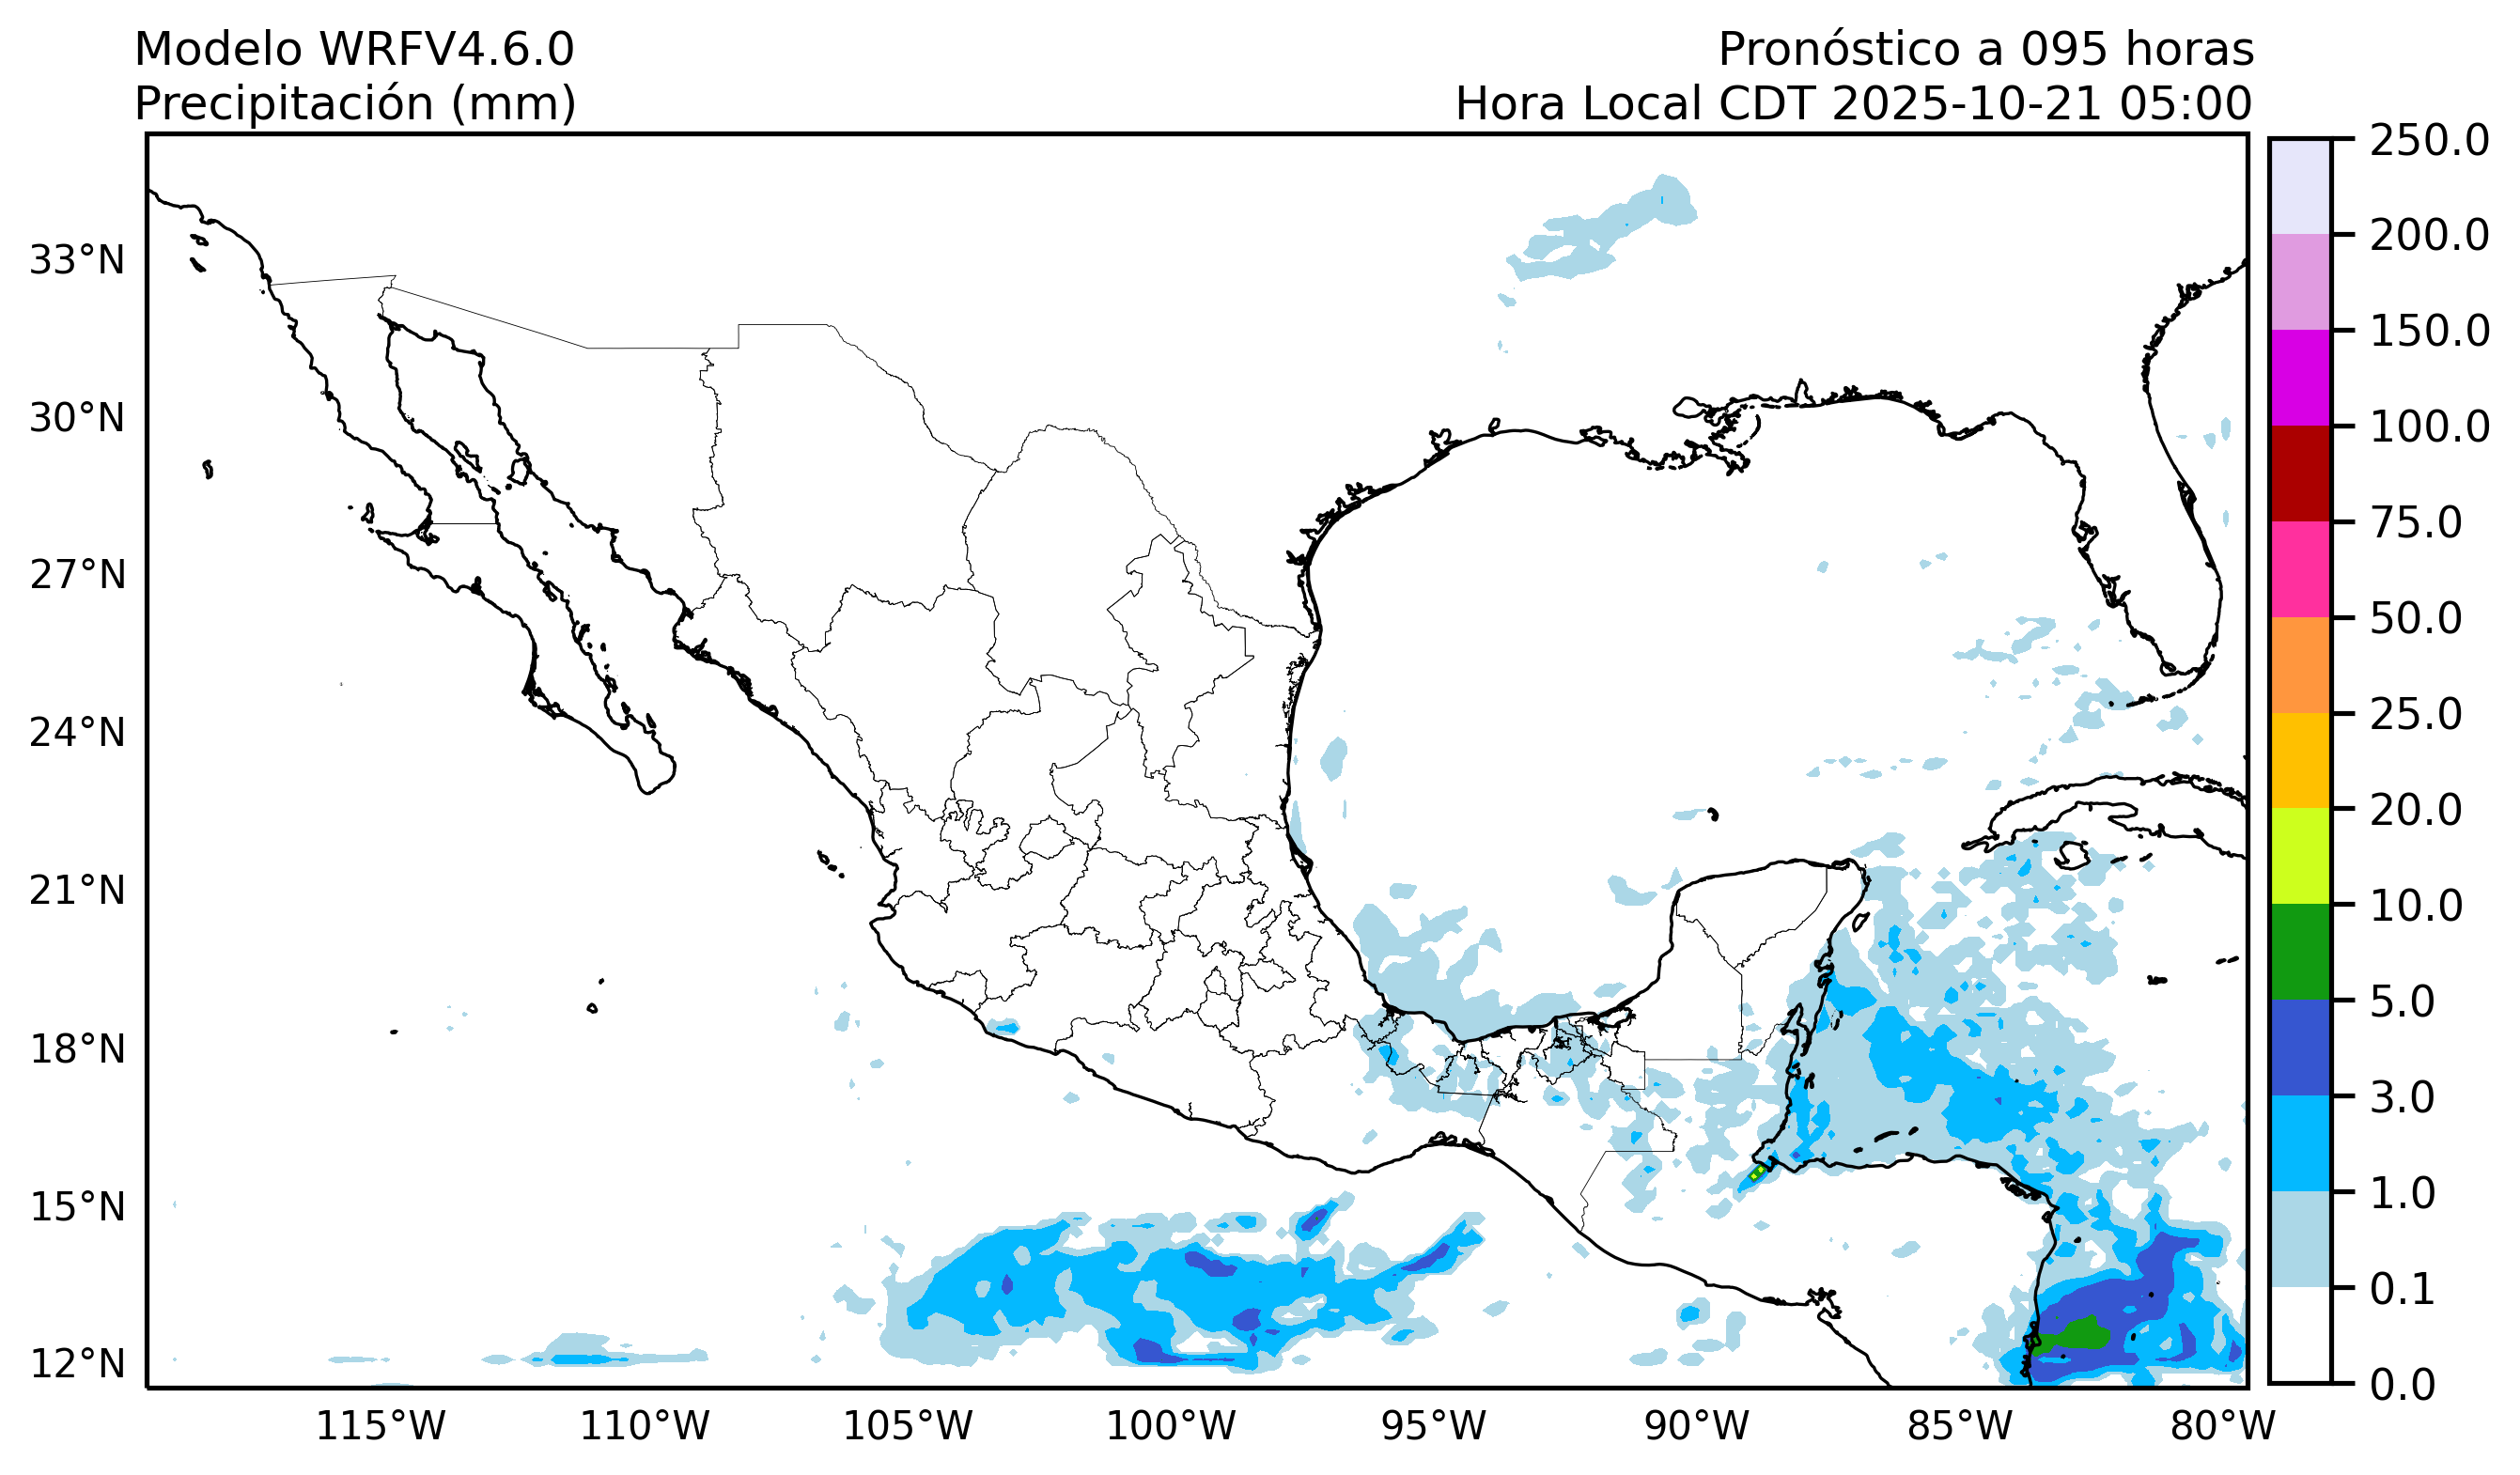 Modelo WRFV4.6.0
Pronóstico a 095 horas
Precipitación (mm)
Hora Local CDT 2025-10-21 05:00
33°N
30°N
27°N
24°N
21°N
18°N
15°N
12°N
115°W
110°W
105°W
100°W
95°W
90°W
85°W
80°W
250.0
200.0
150.0
100.0
75.0
50.0
25.0
20.0
10.0
5.0
3.0
1.0
0.1
0.0